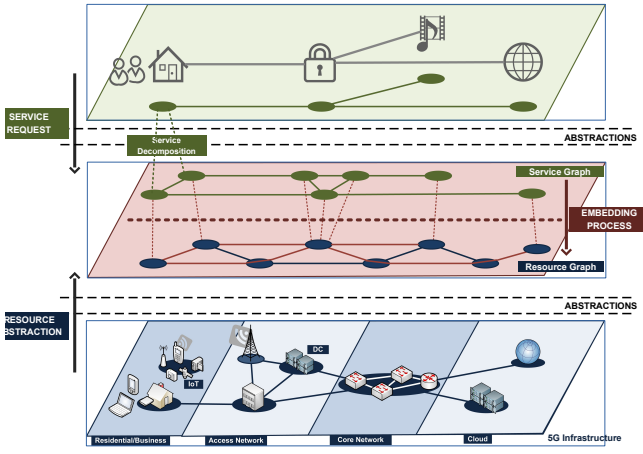 SERVICE
REQUEST
ABSTRACTIONS
Service
Decomposition
Service Graph
EMBEDDING
PROCESS
Resource Graph
RESOURCE
ABSTRACTION
ABSTRACTIONS
DC
IoT
5G Infrastructure
Residential/Business
Access Network
Core Network
Cloud